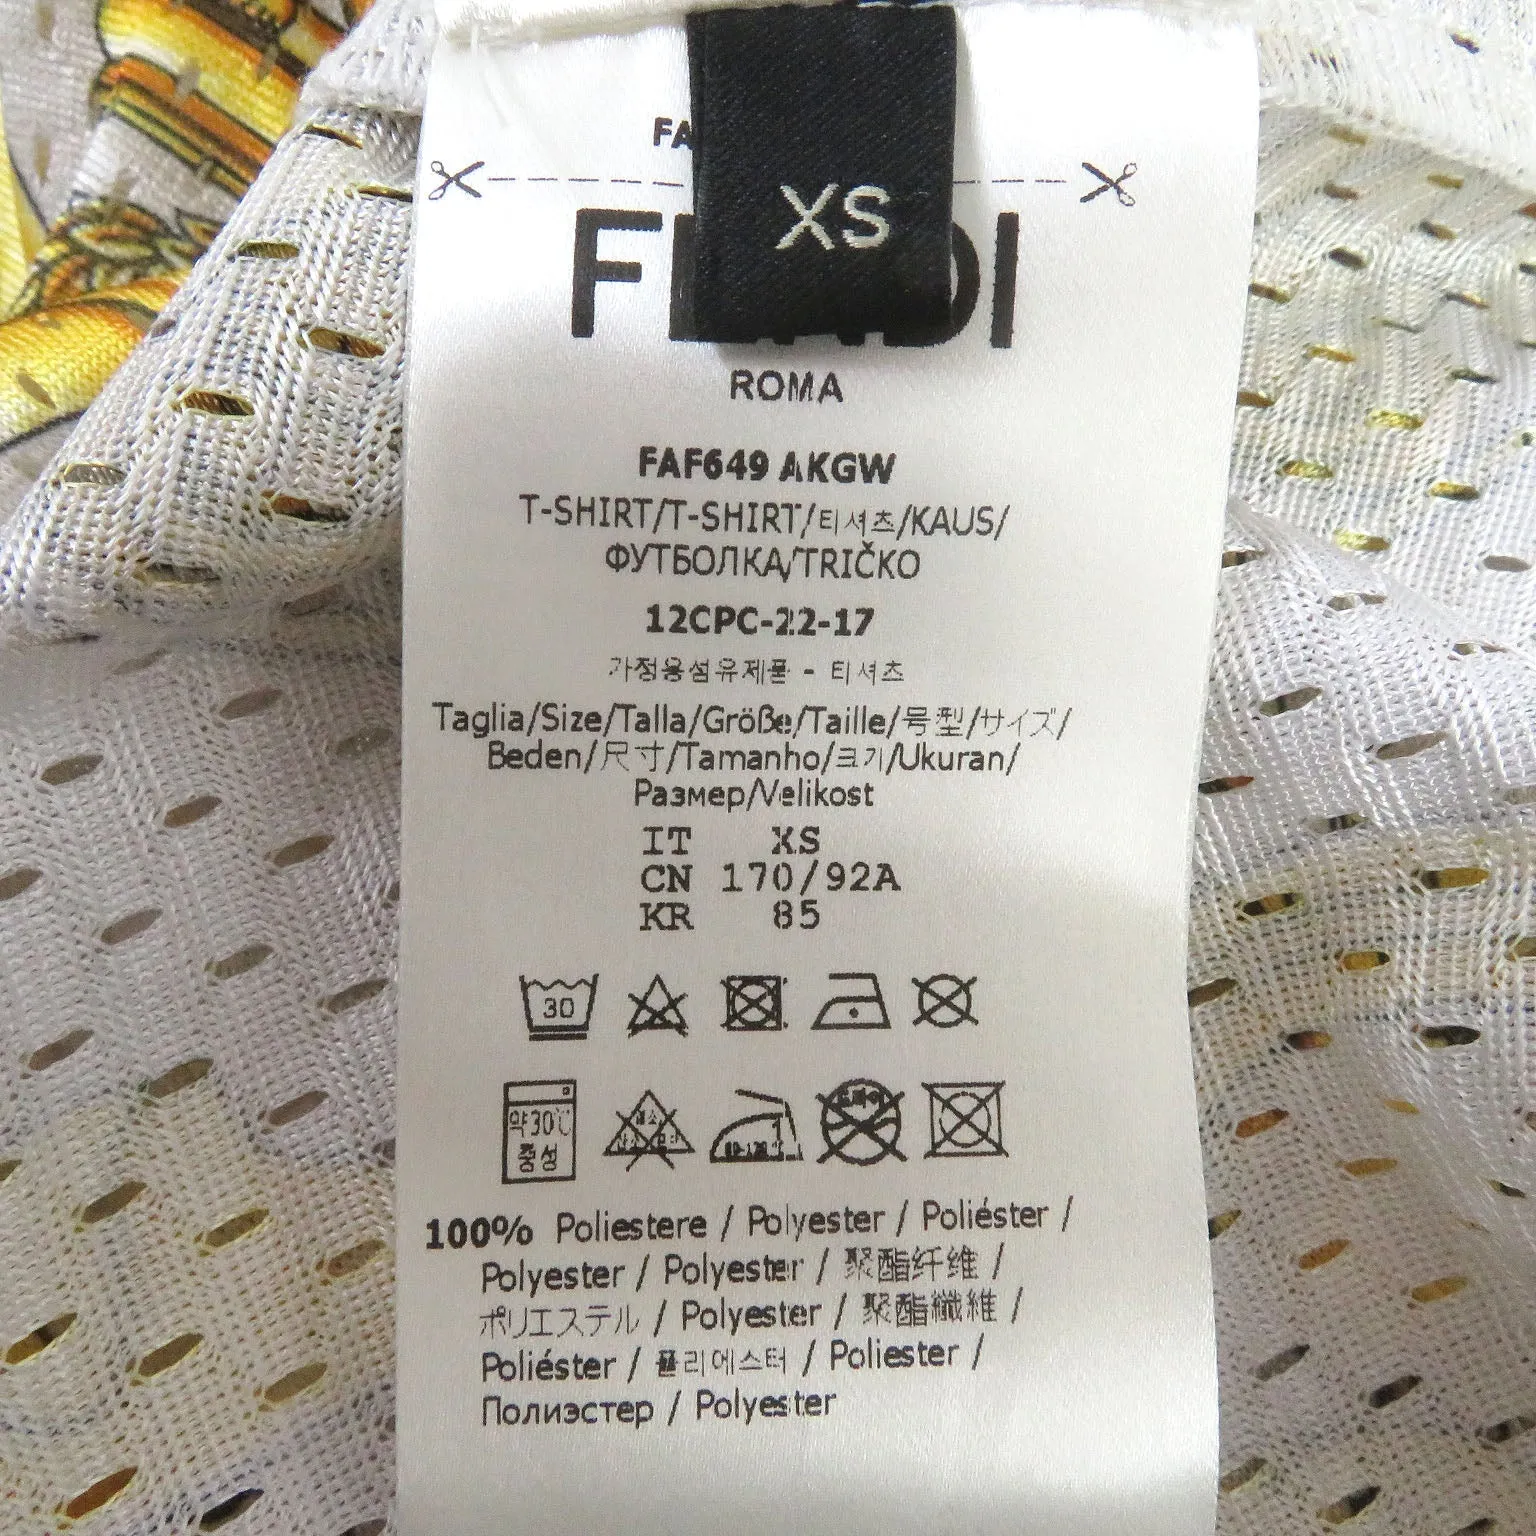 XS
ROMA
FAF649 AKGW
T-SHIRT/T-SHIRT/티셔츠/KAUS/
ФУТБОЛКА/TRIČKO
12CPC-22-17
가정용섬유제품 - 티셔츠
Taglia/Size/Talla/Größe/Taille/号型/サイズ/
Beden/尺寸/Tamanho/크기/Ukuran/
Размер/Velikost
IT XS
CN 170/92A
KR 85
30
약30℃
중성
100% Poliestere / Polyester / Poliéster /
Polyester / Polyester / 聚酯纤维 /
ポリエステル / Polyester / 聚酯纖維 /
Poliéster / 폴리에스터 / Poliester /
Полиэстер / Polyester